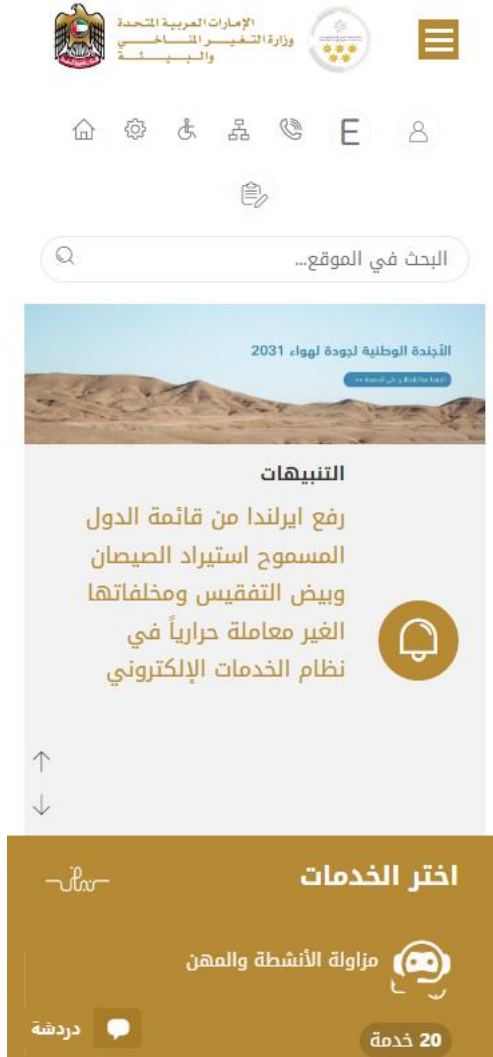 الإمارات العربية المتحدة
وزارة التغير المناخي
والبيئة
E
البحث في الموقع...
الأجندة الوطنية لجودة لهواء 2031
التنبيهات
رفع ايرلندا من قائمة الدول
المسموح استيراد الصيصان
وبيض التفقيس ومخلفاتها
الغير معاملة حرارياً في
نظام الخدمات الإلكتروني
اختر الخدمات
مزاولة الأنشطة والمهن
20 خدمة
دردشة